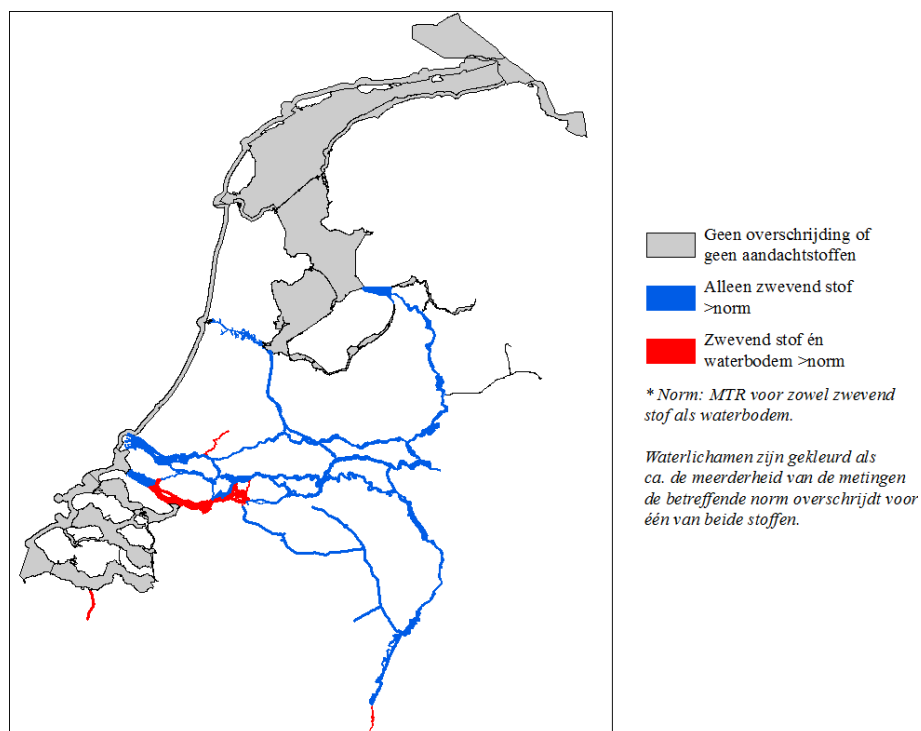 Geen overschrijding of
geen aandachtstoffen
Alleen zwevend stof
>norm
Zwevend stof én
waterbodem >norm
* Norm: MTR voor zowel zwevend
stof als waterbodem.
Waterlichamen zijn gekleurd als
ca. de meerderheid van de metingen
de betreffende norm overschrijdt voor
één van beide stoffen.